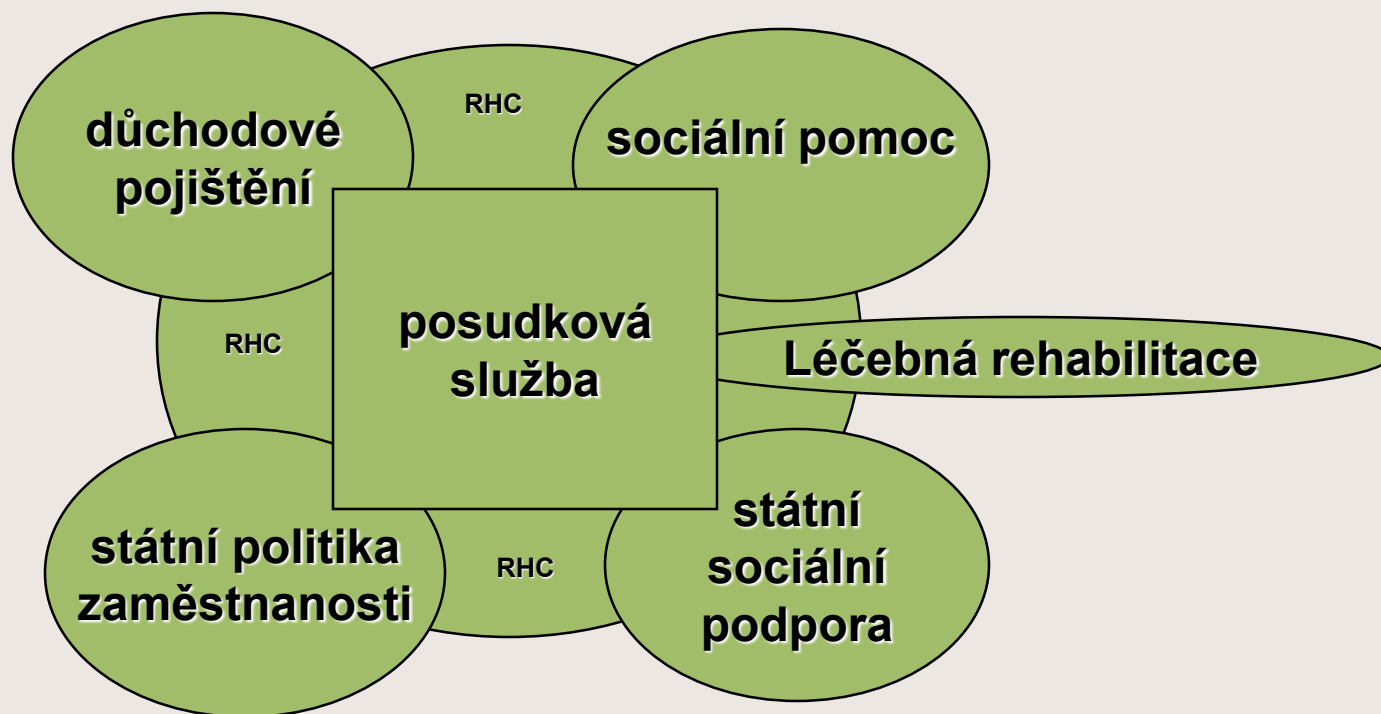 RHC
důchodové
pojištění
sociální pomoc
posudková
služba
RHC
Léčebná rehabilitace
státní politika
zaměstnanosti
RHC
státní
sociální
podpora